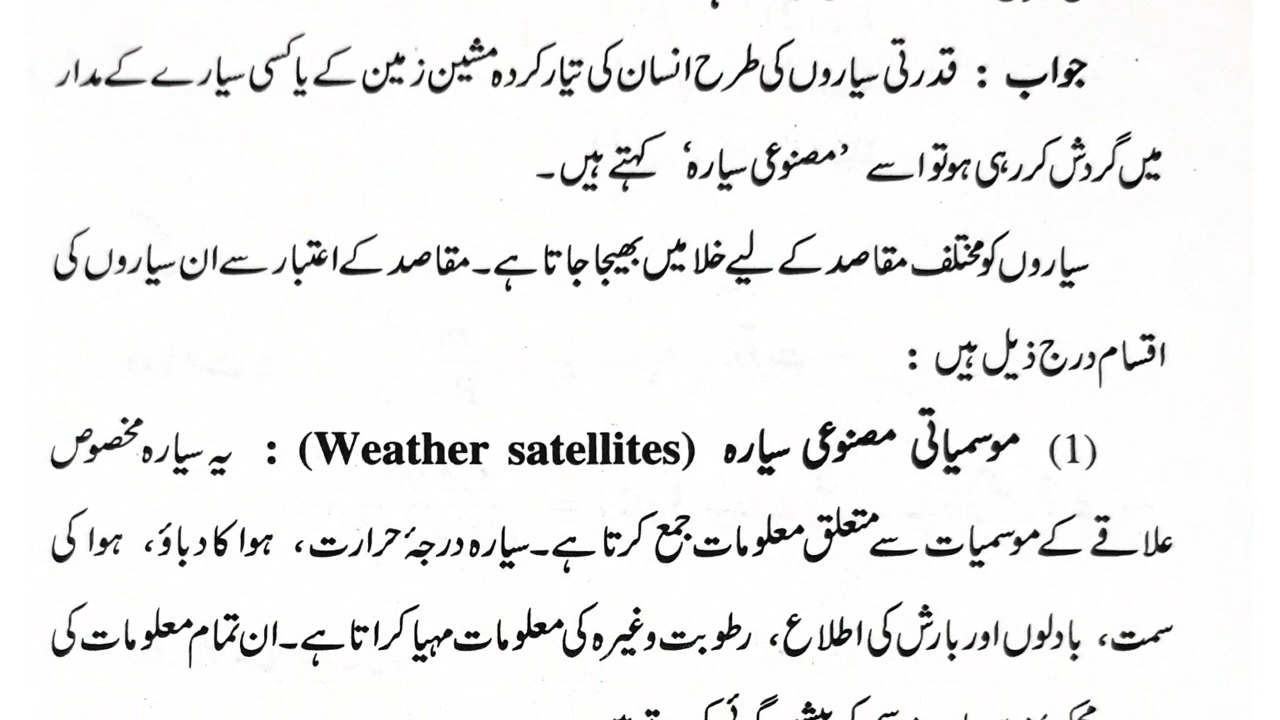 جواب : قدرتی سیاروں کی طرح انسان کی تیار کردہ مشین زمین کے یا کسی سیارے کے مدار
میں گردش کر رہی ہو تو اسے ’مصنوعی سیارہ‘ کہتے ہیں۔
سیاروں کو مختلف مقاصد کے لیے خلا میں بھیجا جاتا ہے۔ مقاصد کے اعتبار سے ان سیاروں کی
اقسام درج ذیل ہیں :
(1) موسمیاتی مصنوعی سیارہ (Weather satellites) : یہ سیارہ مخصوص
علاقے کے موسمیات سے متعلق معلومات جمع کرتا ہے۔ سیارہ درجۂ حرارت، ہوا کا دباؤ، ہوا کی
سمت، بادلوں اور بارش کی اطلاع، رطوبت وغیرہ کی معلومات مہیا کراتا ہے۔ ان تمام معلومات کی